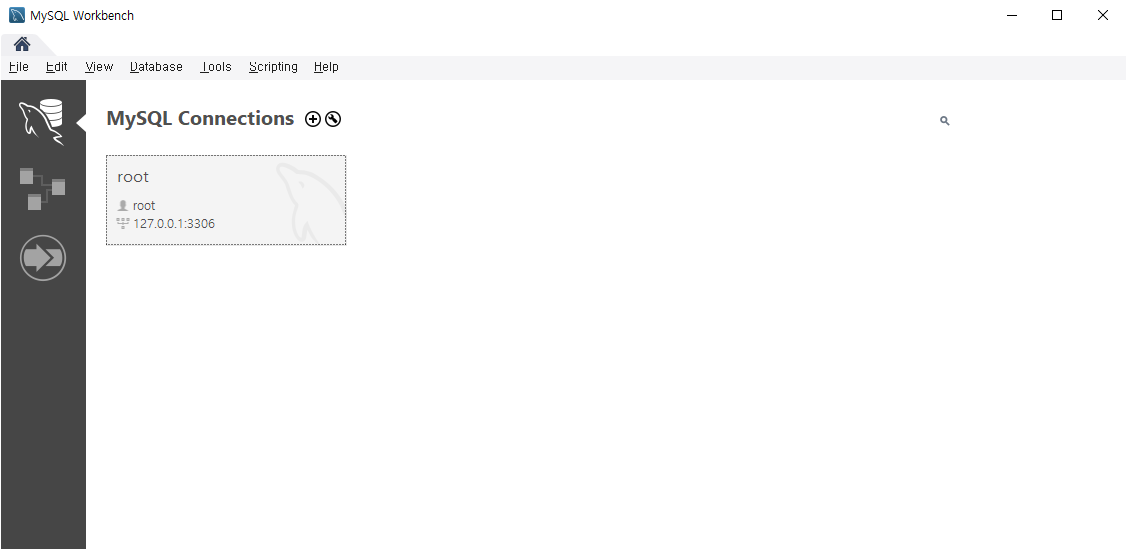 MySQL Workbench
File Edit View Database Tools Scripting Help
MySQL Connections
root
root
127.0.0.1:3306